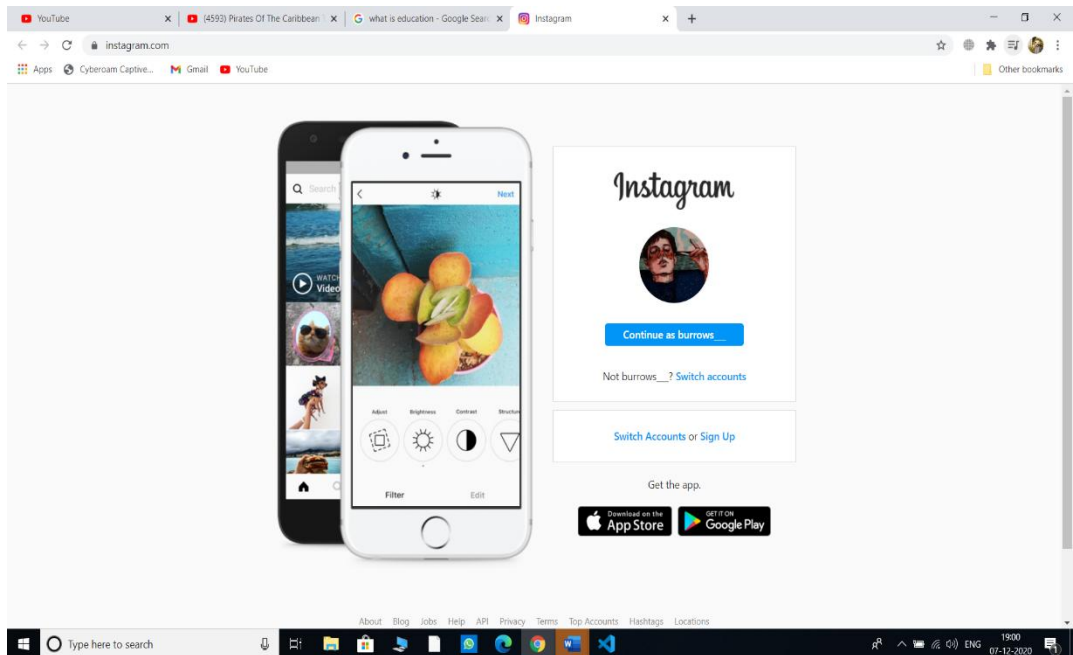 YouTube
(4593) Pirates Of The Caribbean
what is education - Google Searc
Instagram
instagram.com
Apps
Cyberoam Captive...
Gmail
YouTube
Other bookmarks
Search
WATCH
Video
Next
Adjust
Brightness
Contrast
Structure
Filter
Edit
Instagram
Continue as burrows__
Not burrows__? Switch accounts
Switch Accounts or Sign Up
Get the app.
Download on the
App Store
GET IT ON
Google Play
About Blog Jobs Help API Privacy Terms Top Accounts Hashtags Locations
Type here to search
ENG
19:00
07-12-2020